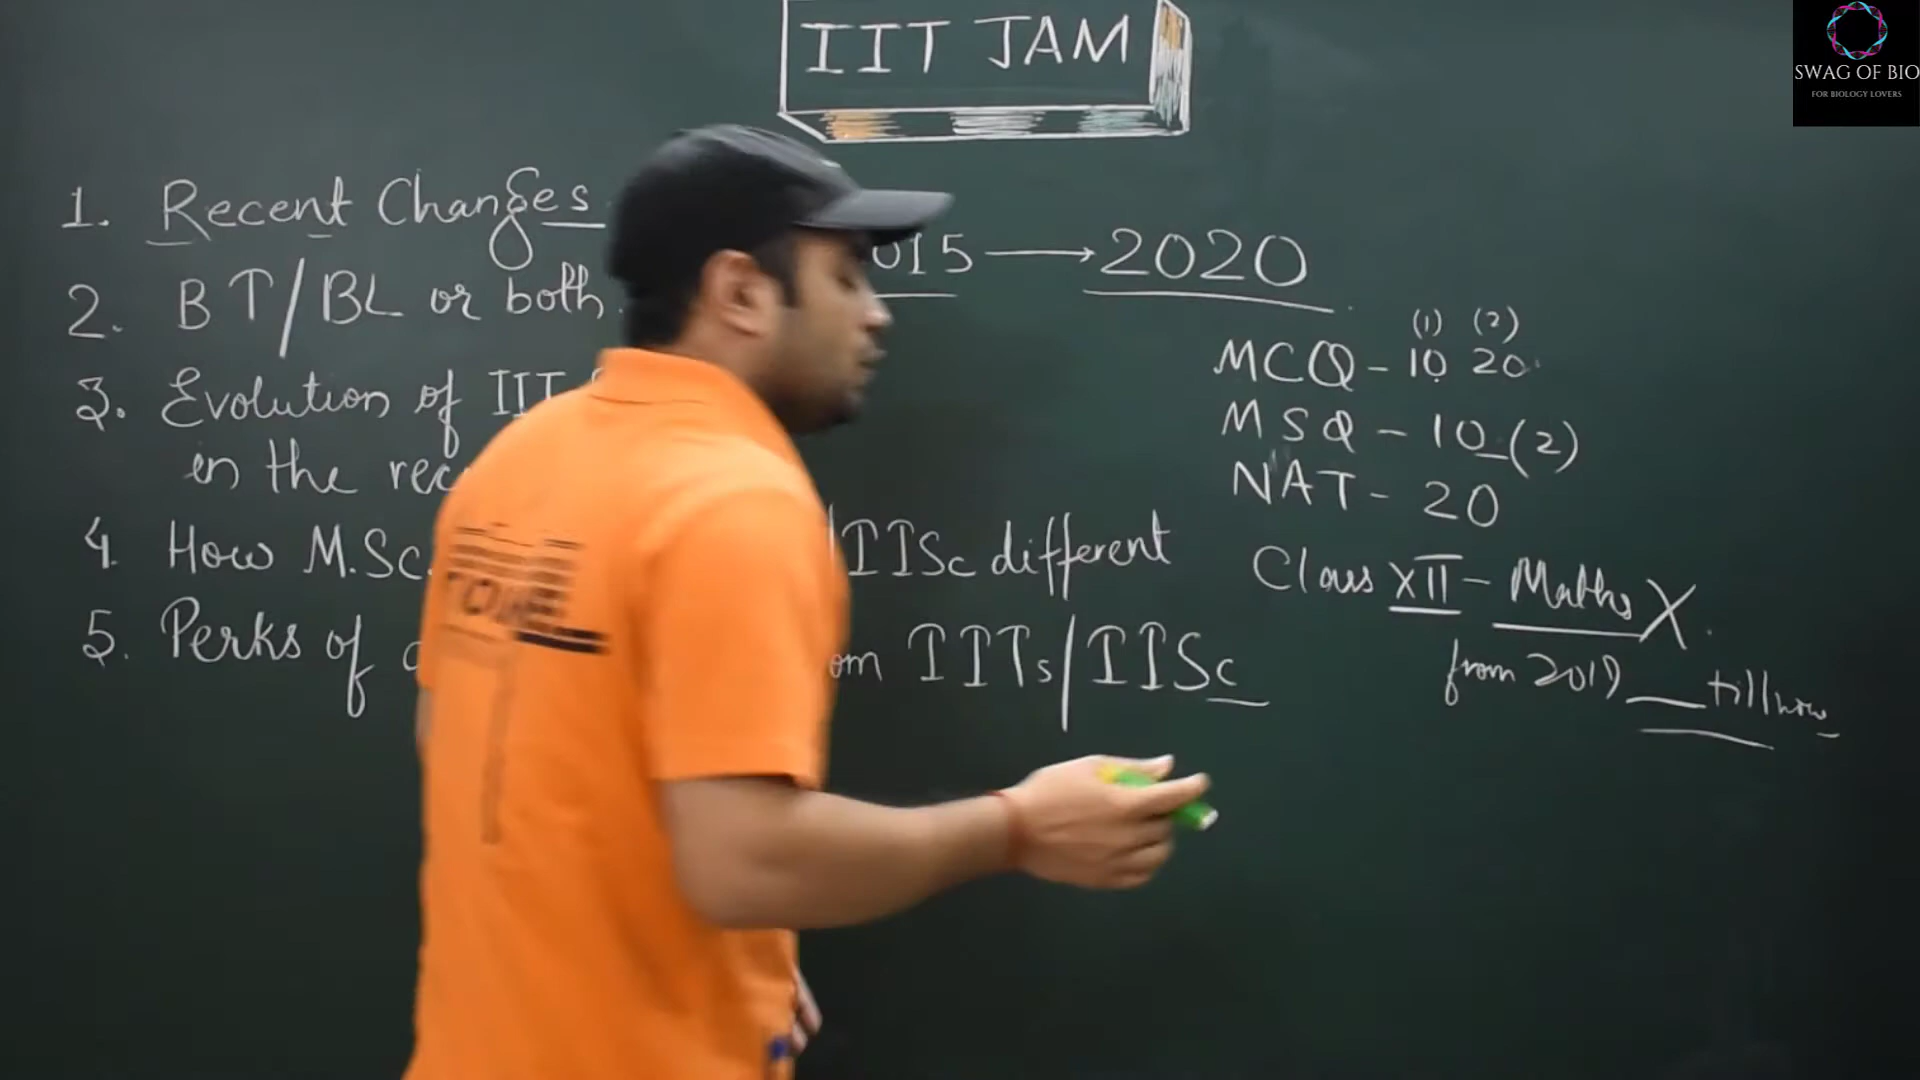 IIT JAM
SWAG OF BIO
FOR BIOLOGY LOVERS
1. Recent Changes
015 → 2020
2. BT/BL or both.
3. Evolution of IIT
in the rec
4. How M.Sc. /IISc different
5. Perks of om IITs/IISc
(1) (2)
MCQ - 10 20
MSQ - 10 (2)
NAT - 20
Class XII - Maths X
from 2019 __ till now